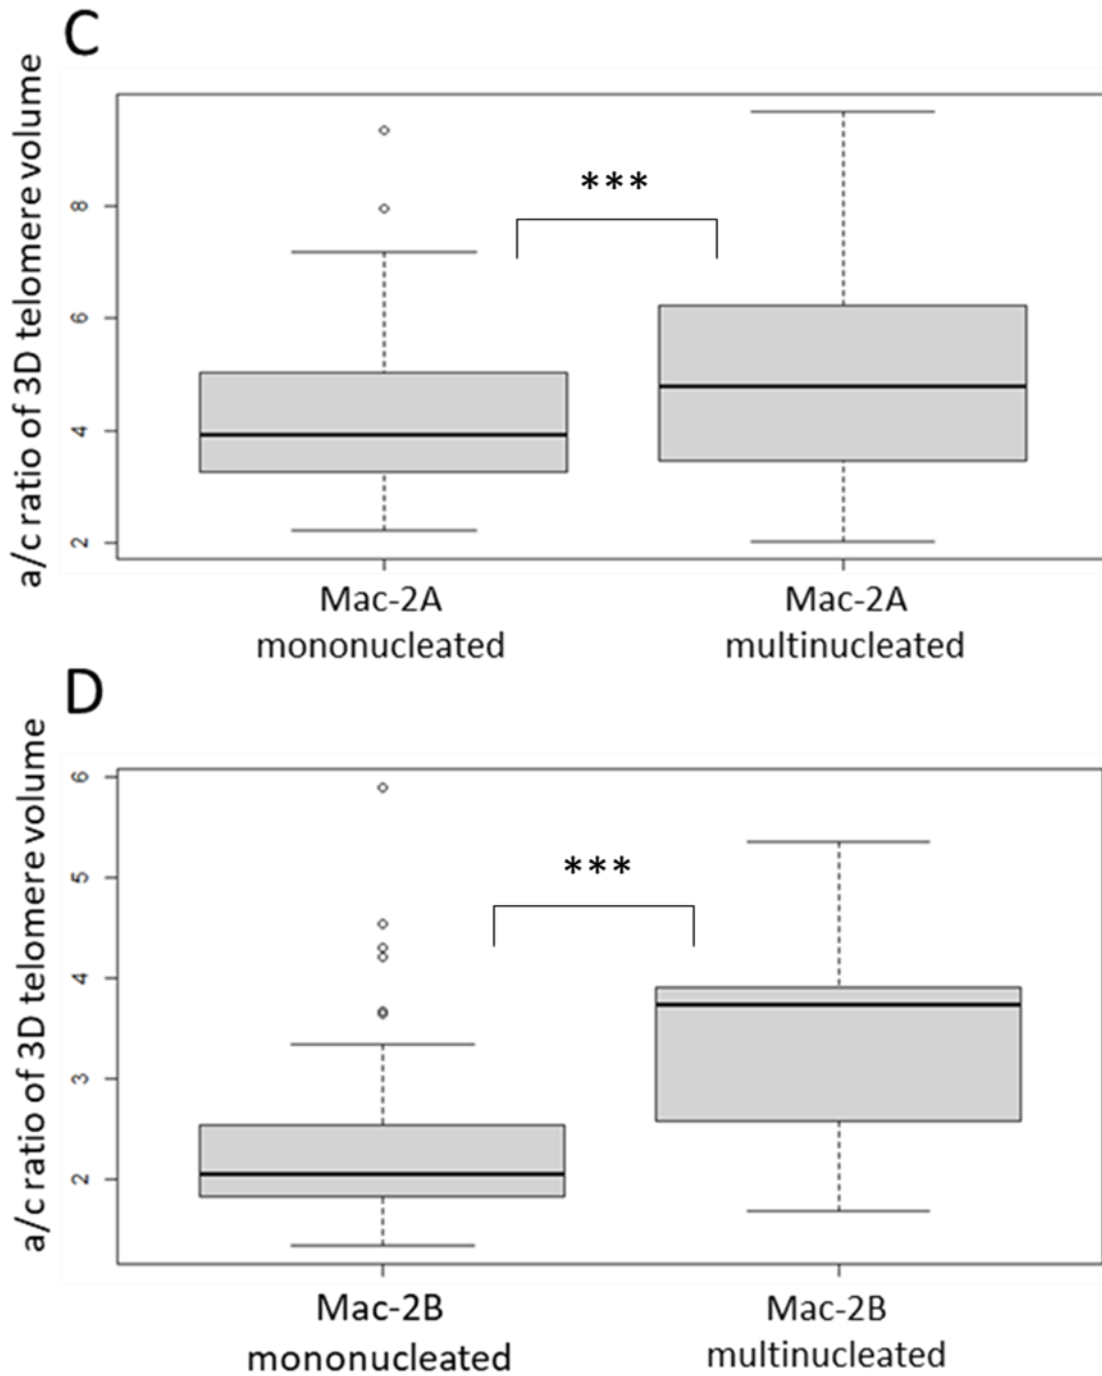 C
a/c ratio of 3D telomere volume
8
6
4
2
***
Mac-2A
mononucleated
Mac-2A
multinucleated
D
a/c ratio of 3D telomere volume
6
5
4
3
2
***
Mac-2B
mononucleated
Mac-2B
multinucleated